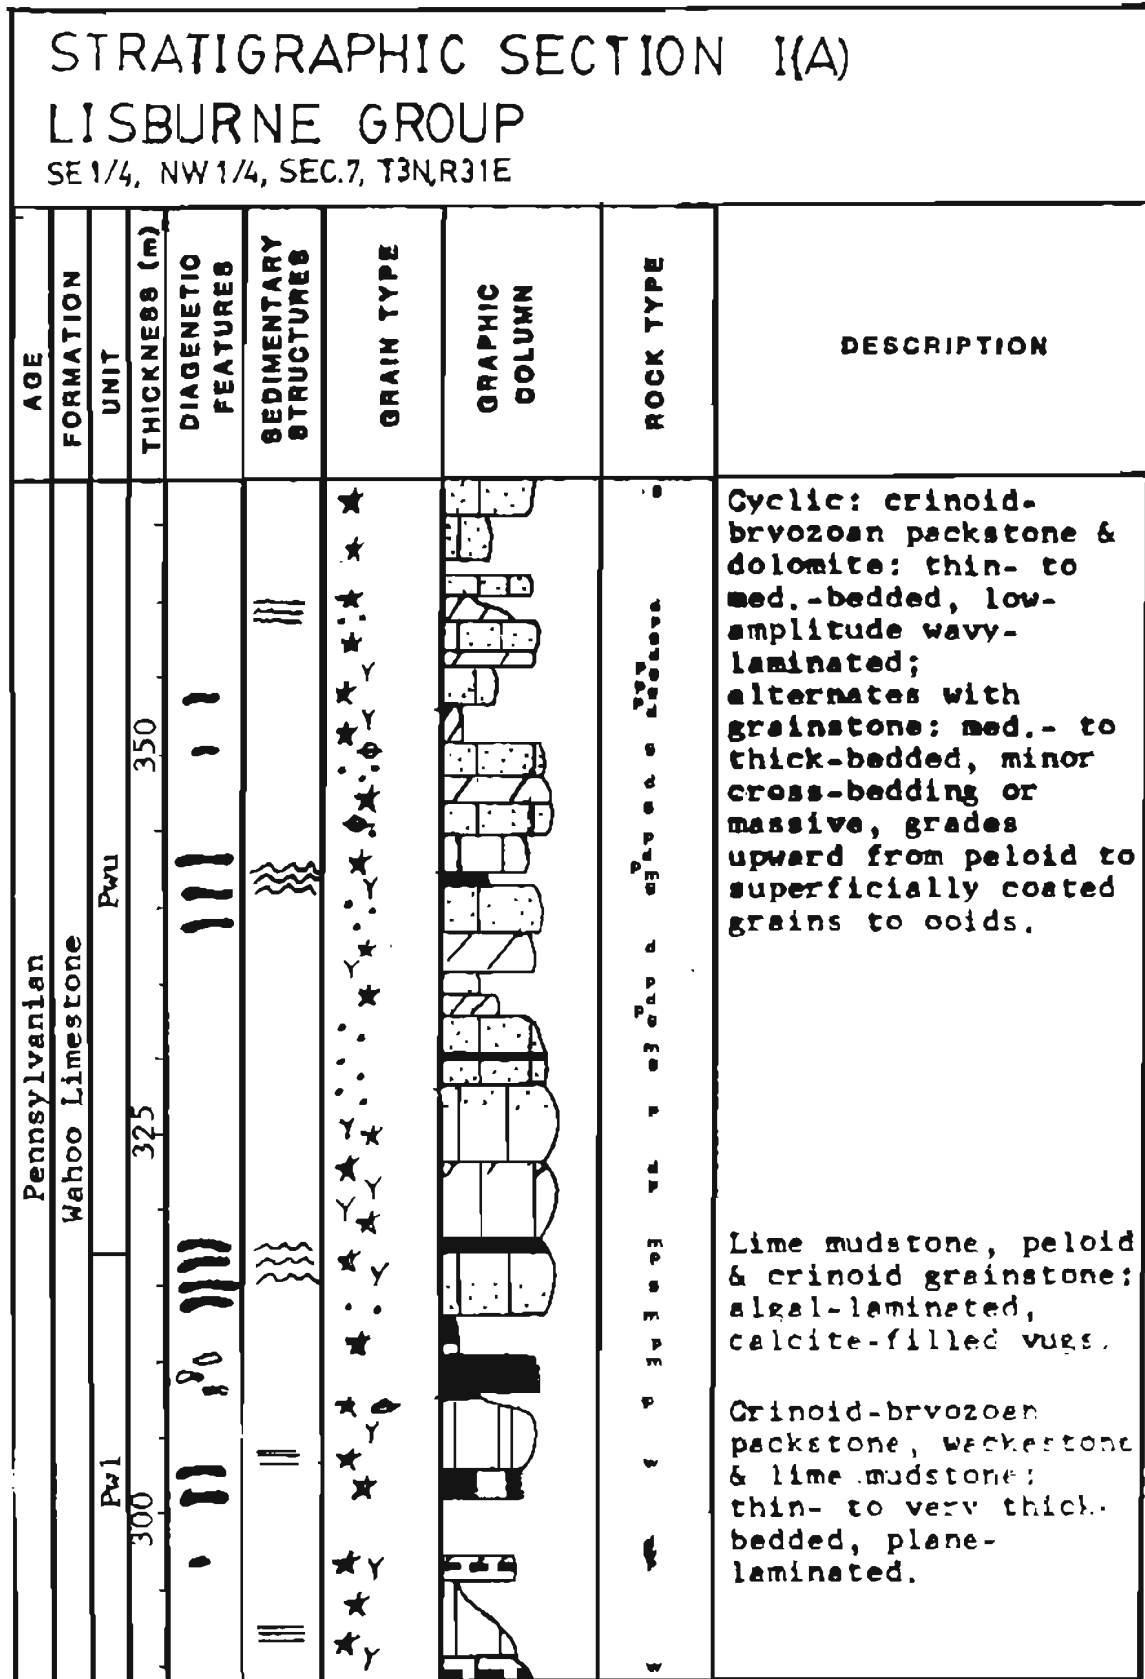 STRATIGRAPHIC SECTION I(A)
LISBURNE GROUP
SE 1/4, NW 1/4, SEC.7, T3N,R31E
AGE
FORMATION
UNIT
THICKNESS (m)
DIAGENETIC
FEATURES
SEDIMENTARY
STRUCTURES
GRAIN TYPE
GRAPHIC
COLUMN
ROCK TYPE
DESCRIPTION
Pennsylvanian
Wahoo Limestone
Pwu
Pwl
350
325
300
Cyclic: crinoid-
bryozoan packstone &
dolomite: thin- to
med.-bedded, low-
amplitude wavy-
laminated;
alternates with
grainstone: med.- to
thick-bedded, minor
cross-bedding or
massive, grades
upward from peloid to
superficially coated
grains to ooids.
Lime mudstone, peloid
& crinoid grainstone:
algal-laminated,
calcite-filled vugs.
Crinoid-bryozoan
packstone, wackestone
& lime mudstone:
thin- to very thick-
bedded, plane-
laminated.